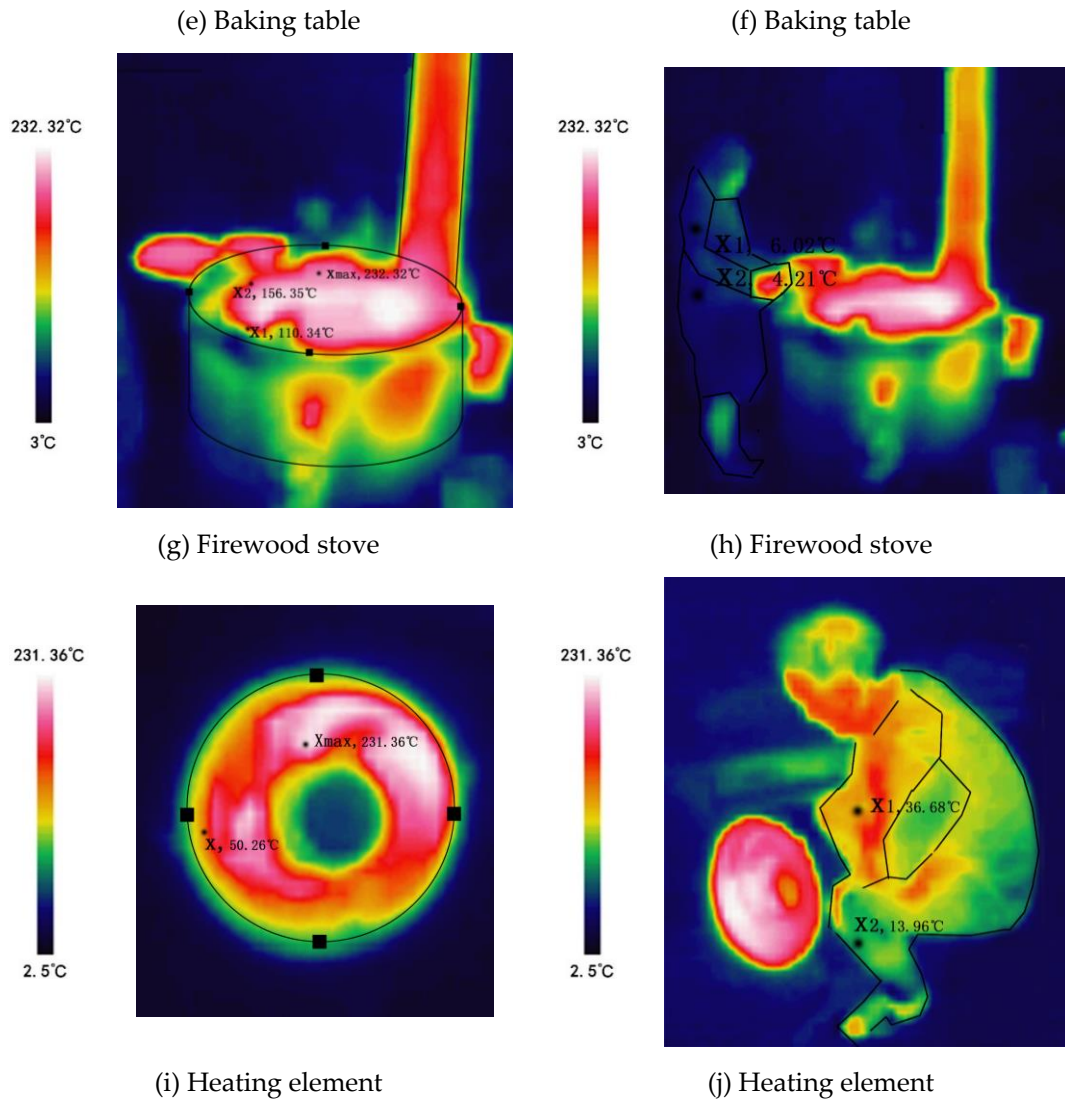 (e) Baking table
(f) Baking table
232.32℃
3℃
Xmax, 232.32℃
X2, 156.35℃
X1, 110.34℃
232.32℃
3℃
X1, 6.02℃
X2, 4.21℃
(g) Firewood stove
(h) Firewood stove
231.36℃
2.5℃
Xmax, 231.36℃
X, 50.26℃
231.36℃
2.5℃
X1, 36.68℃
X2, 13.96℃
(i) Heating element
(j) Heating element